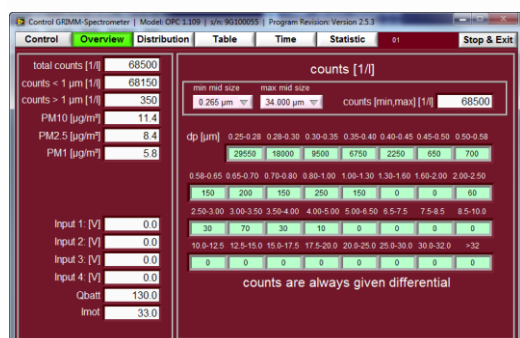 Control GRIMM-Spectrometer | Model: OPC 1.109 | s/n: 9G100055 | Program Revision: Version 2.5.3
Control Overview Distribution Table Time Statistic 01 Stop & Exit
total counts [1/l] 68500
counts < 1 µm [1/l] 68150
counts > 1 µm [1/l] 350
PM10 [µg/m³] 11.4
PM2.5 [µg/m³] 8.4
PM1 [µg/m³] 5.8
Input 1: [V] 0.0
Input 2: [V] 0.0
Input 3: [V] 0.0
Input 4: [V] 0.0
Qbatt 130.0
Imot 33.0
counts [1/l]
min mid size max mid size
0.265 µm 34.000 µm counts [min,max] [1/l] 68500
dp [µm] 0.25-0.28 0.28-0.30 0.30-0.35 0.35-0.40 0.40-0.45 0.45-0.50 0.50-0.58
29550 18000 9500 6750 2250 650 700
0.58-0.65 0.65-0.70 0.70-0.80 0.80-1.00 1.00-1.30 1.30-1.60 1.60-2.00 2.00-2.50
150 200 150 250 150 0 0 60
2.50-3.00 3.00-3.50 3.50-4.00 4.00-5.00 5.00-6.50 6.5-7.5 7.5-8.5 8.5-10.0
30 70 30 10 0 0 0 0
10.0-12.5 12.5-15.0 15.0-17.5 17.5-20.0 20.0-25.0 25.0-30.0 30.0-32.0 >32
0 0 0 0 0 0 0 0
counts are always given differential